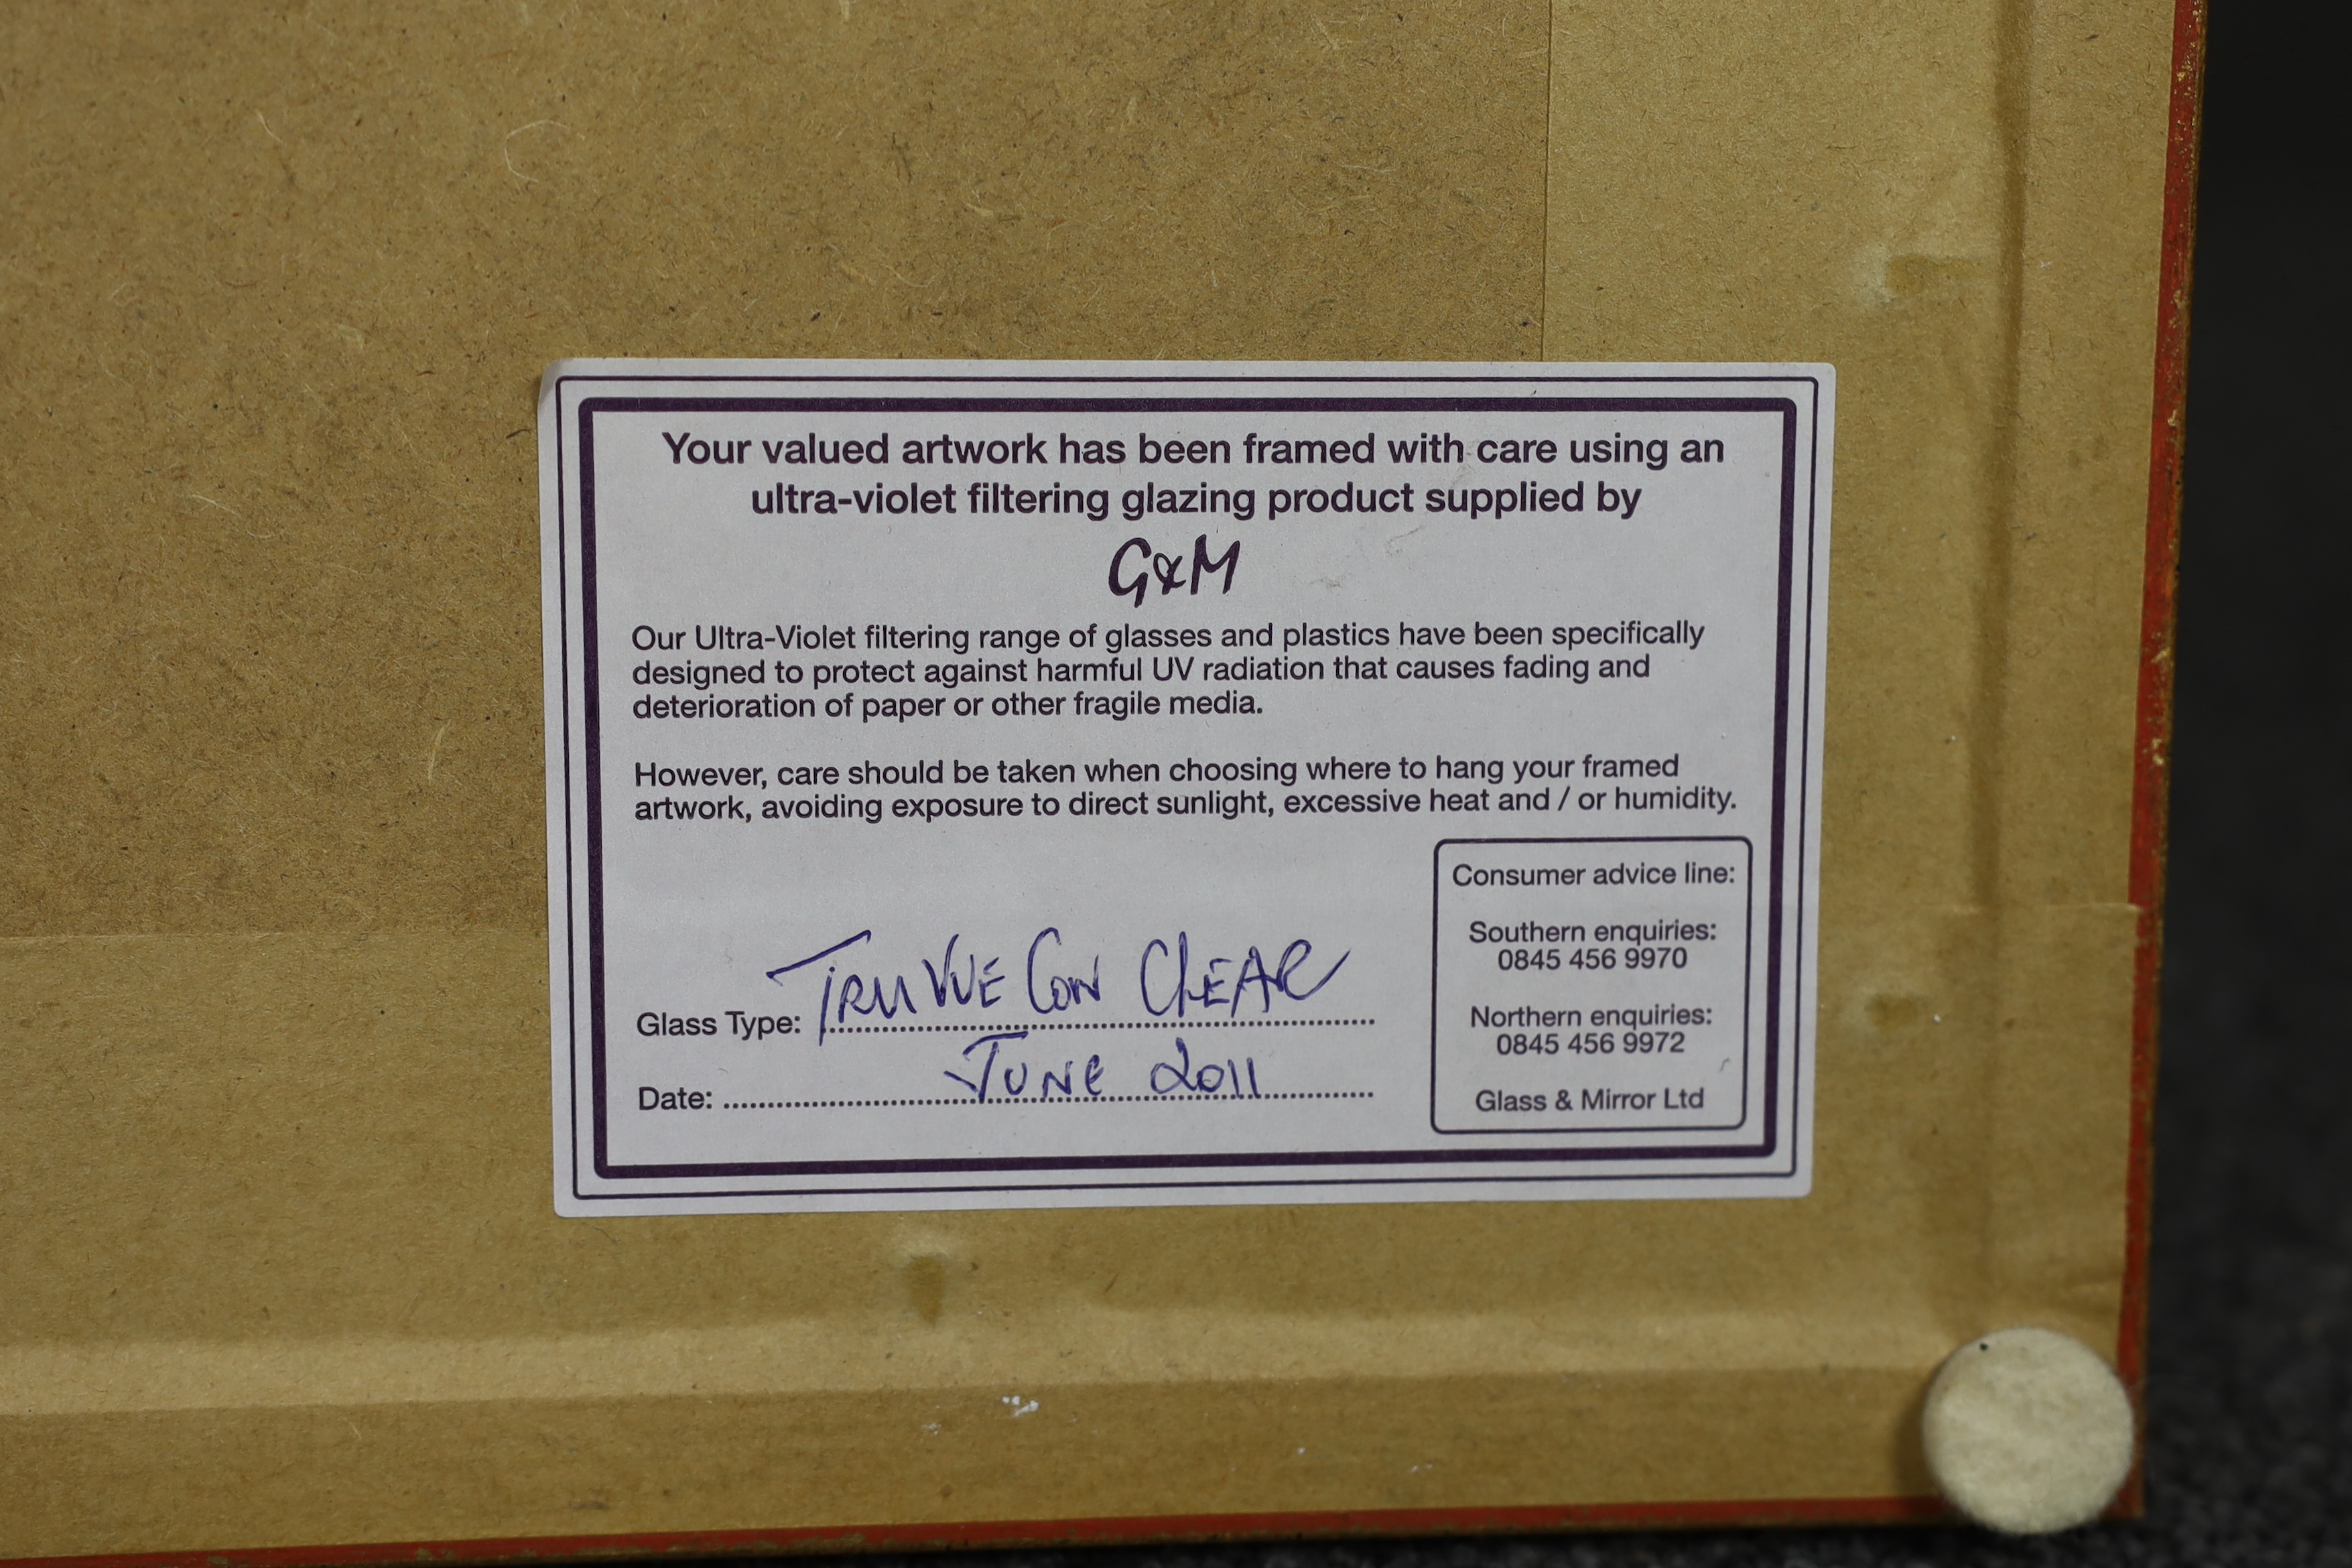 Your valued artwork has been framed with care using an
ultra-violet filtering glazing product supplied by
G&M
Our Ultra-Violet filtering range of glasses and plastics have been specifically
designed to protect against harmful UV radiation that causes fading and
deterioration of paper or other fragile media.
However, care should be taken when choosing where to hang your framed
artwork, avoiding exposure to direct sunlight, excessive heat and / or humidity.
Glass Type: TRU VUE CON CLEAR
Date: JUNE 2011
Consumer advice line:
Southern enquiries:
0845 456 9970
Northern enquiries:
0845 456 9972
Glass & Mirror Ltd